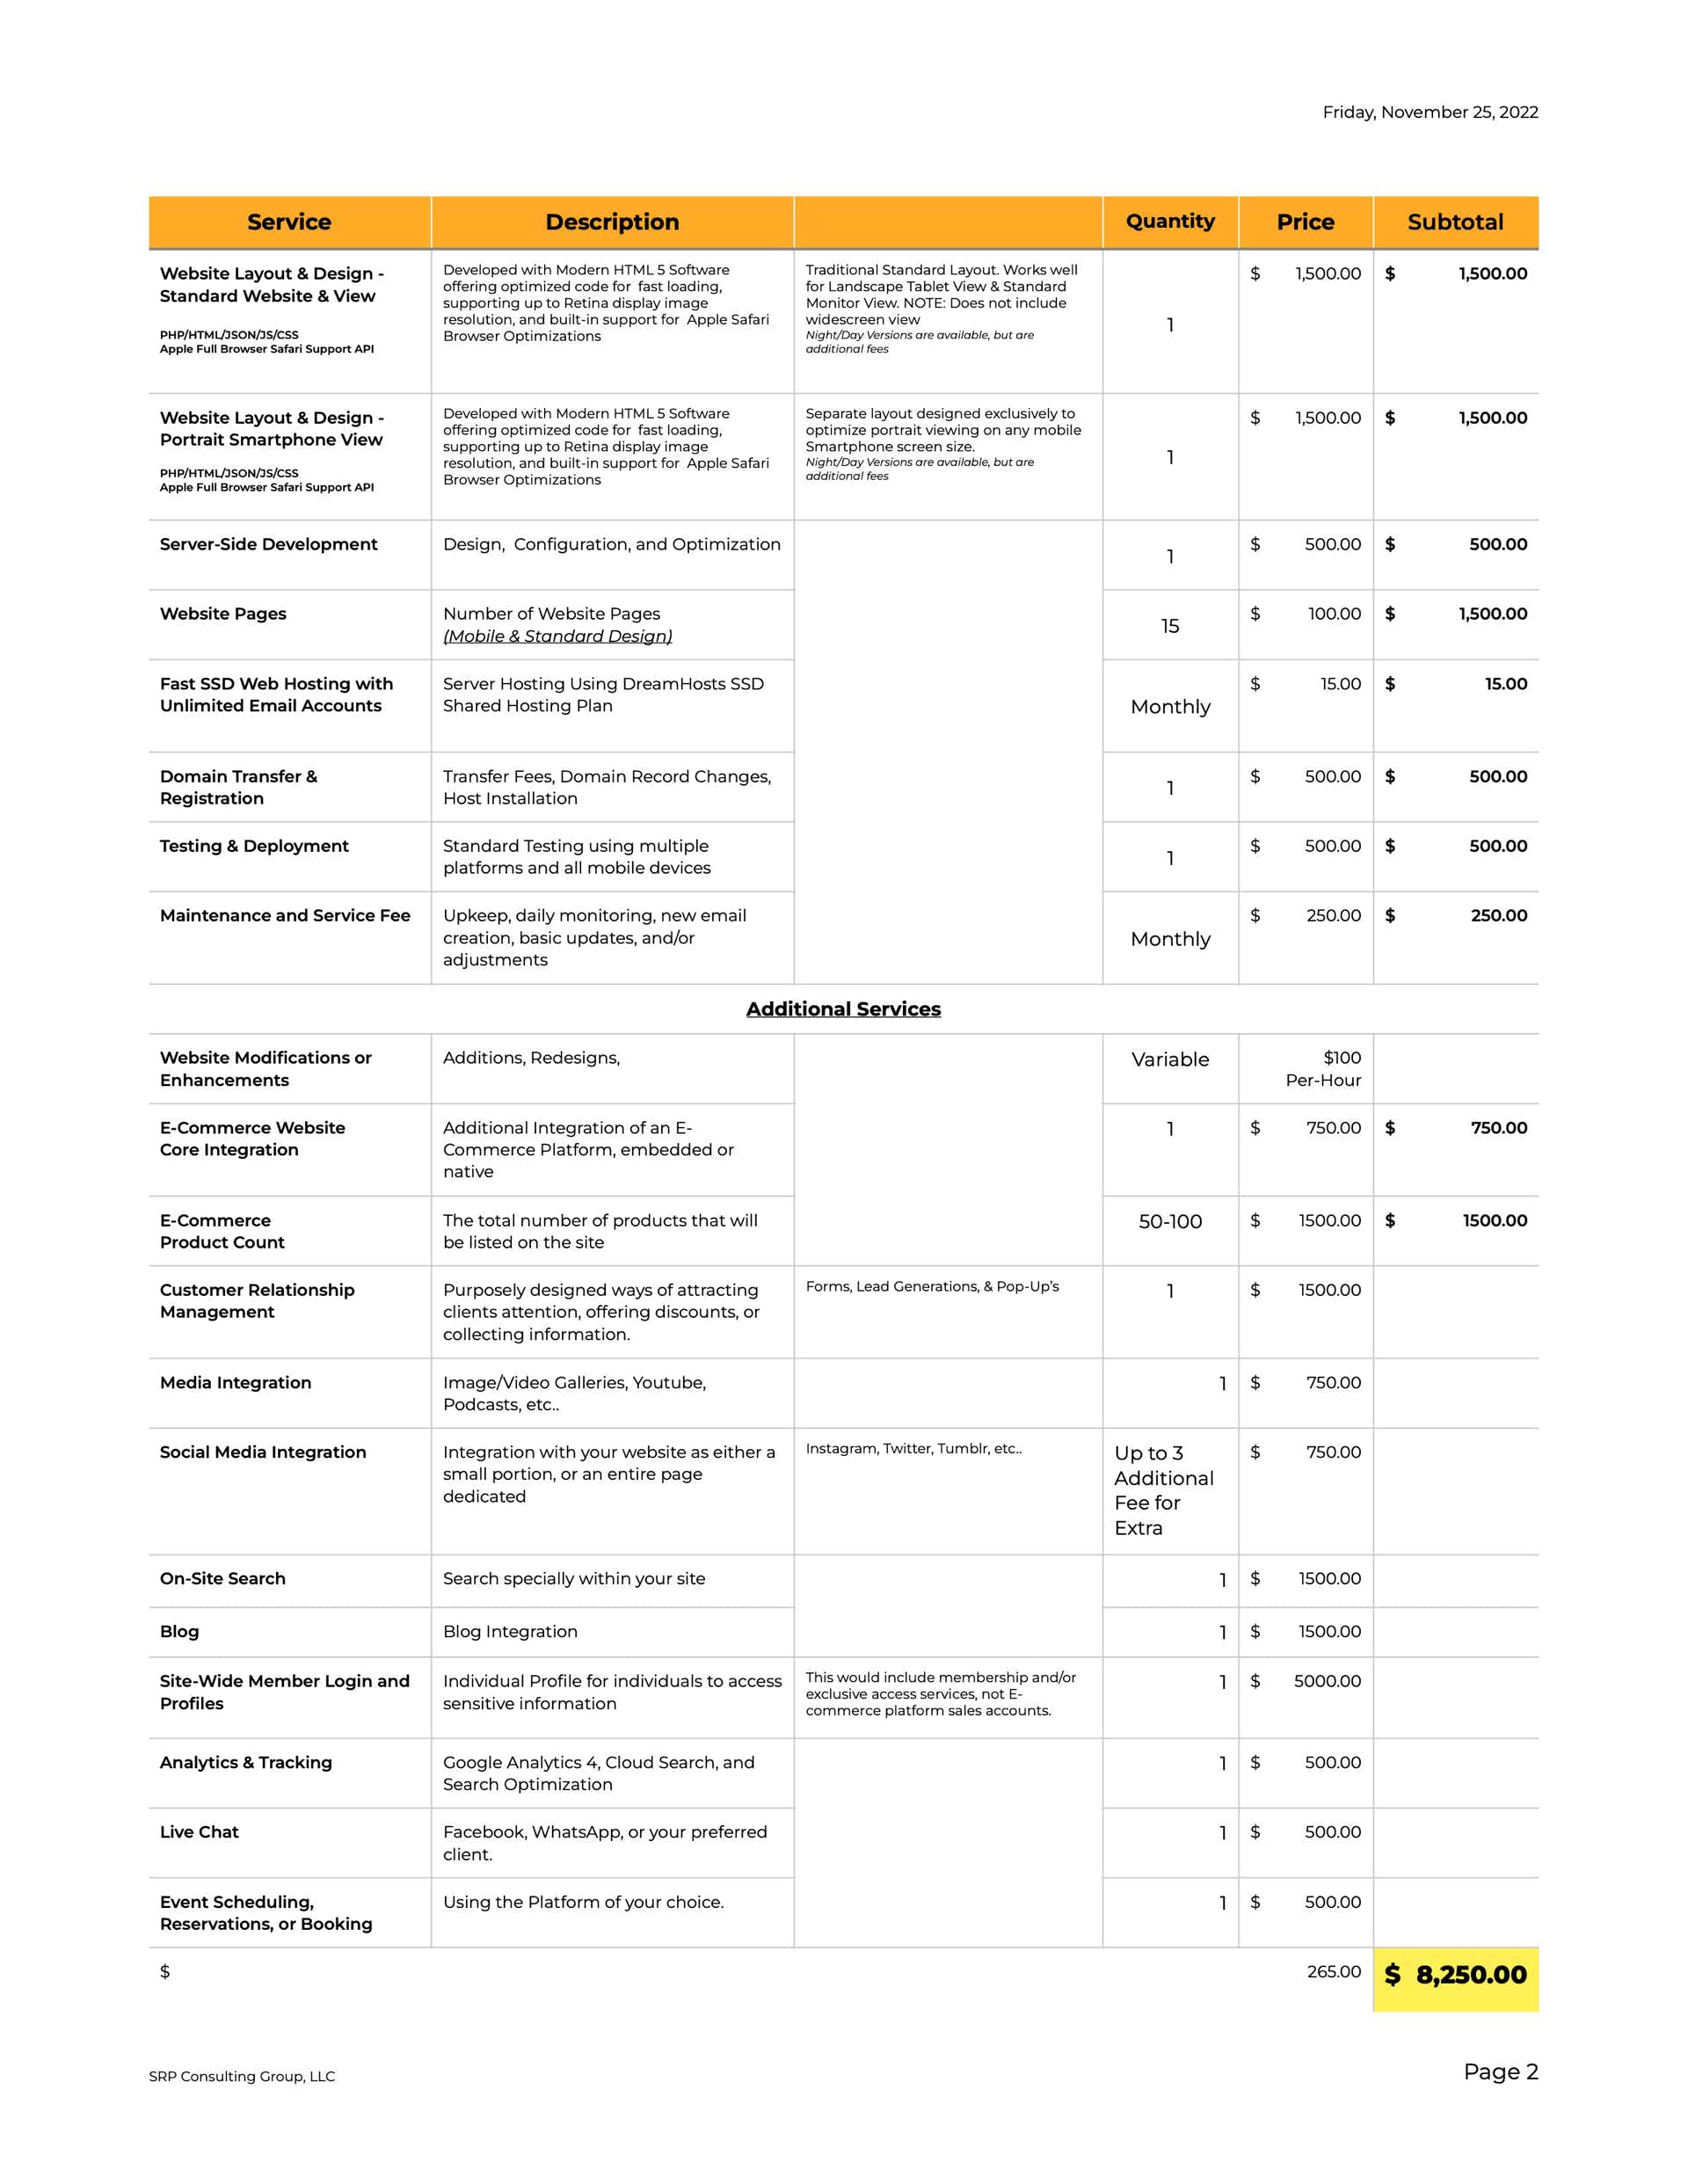 Friday, November 25, 2022
Service Description Quantity Price Subtotal
Website Layout & Design -
Standard Website & View
PHP/HTML/JSON/JS/CSS
Apple Full Browser Safari Support API
Developed with Modern HTML 5 Software
offering optimized code for fast loading,
supporting up to Retina display image
resolution, and built-in support for Apple Safari
Browser Optimizations
Traditional Standard Layout. Works well
for Landscape Tablet View & Standard
Monitor View. NOTE: Does not include
widescreen view
Night/Day Versions are available, but are
additional fees
1
$ 1,500.00
$ 1,500.00
Website Layout & Design -
Portrait Smartphone View
PHP/HTML/JSON/JS/CSS
Apple Full Browser Safari Support API
Developed with Modern HTML 5 Software
offering optimized code for fast loading,
supporting up to Retina display image
resolution, and built-in support for Apple Safari
Browser Optimizations
Separate layout designed exclusively to
optimize portrait viewing on any mobile
Smartphone screen size.
Night/Day Versions are available, but are
additional fees
1
$ 1,500.00
$ 1,500.00
Server-Side Development
Design, Configuration, and Optimization
1
$ 500.00
$ 500.00
Website Pages
Number of Website Pages
(Mobile & Standard Design)
15
$ 100.00
$ 1,500.00
Fast SSD Web Hosting with
Unlimited Email Accounts
Server Hosting Using DreamHosts SSD
Shared Hosting Plan
Monthly
$ 15.00
$ 15.00
Domain Transfer &
Registration
Transfer Fees, Domain Record Changes,
Host Installation
1
$ 500.00
$ 500.00
Testing & Deployment
Standard Testing using multiple
platforms and all mobile devices
1
$ 500.00
$ 500.00
Maintenance and Service Fee
Upkeep, daily monitoring, new email
creation, basic updates, and/or
adjustments
Monthly
$ 250.00
$ 250.00
Additional Services
Website Modifications or
Enhancements
Additions, Redesigns,
Variable
$100
Per-Hour
E-Commerce Website
Core Integration
Additional Integration of an E-
Commerce Platform, embedded or
native
1
$ 750.00
$ 750.00
E-Commerce
Product Count
The total number of products that will
be listed on the site
50-100
$ 1500.00
$ 1500.00
Customer Relationship
Management
Purposely designed ways of attracting
clients attention, offering discounts, or
collecting information.
Forms, Lead Generations, & Pop-Up's
1
$ 1500.00
Media Integration
Image/Video Galleries, Youtube,
Podcasts, etc..
1
$ 750.00
Social Media Integration
Integration with your website as either a
small portion, or an entire page
dedicated
Instagram, Twitter, Tumblr, etc..
Up to 3
Additional
Fee for
Extra
$ 750.00
On-Site Search
Search specially within your site
1
$ 1500.00
Blog
Blog Integration
1
$ 1500.00
Site-Wide Member Login and
Profiles
Individual Profile for individuals to access
sensitive information
This would include membership and/or
exclusive access services, not E-
commerce platform sales accounts.
1
$ 5000.00
Analytics & Tracking
Google Analytics 4, Cloud Search, and
Search Optimization
1
$ 500.00
Live Chat
Facebook, WhatsApp, or your preferred
client.
1
$ 500.00
Event Scheduling,
Reservations, or Booking
Using the Platform of your choice.
1
$ 500.00
$ 265.00
$ 8,250.00
SRP Consulting Group, LLC
Page 2